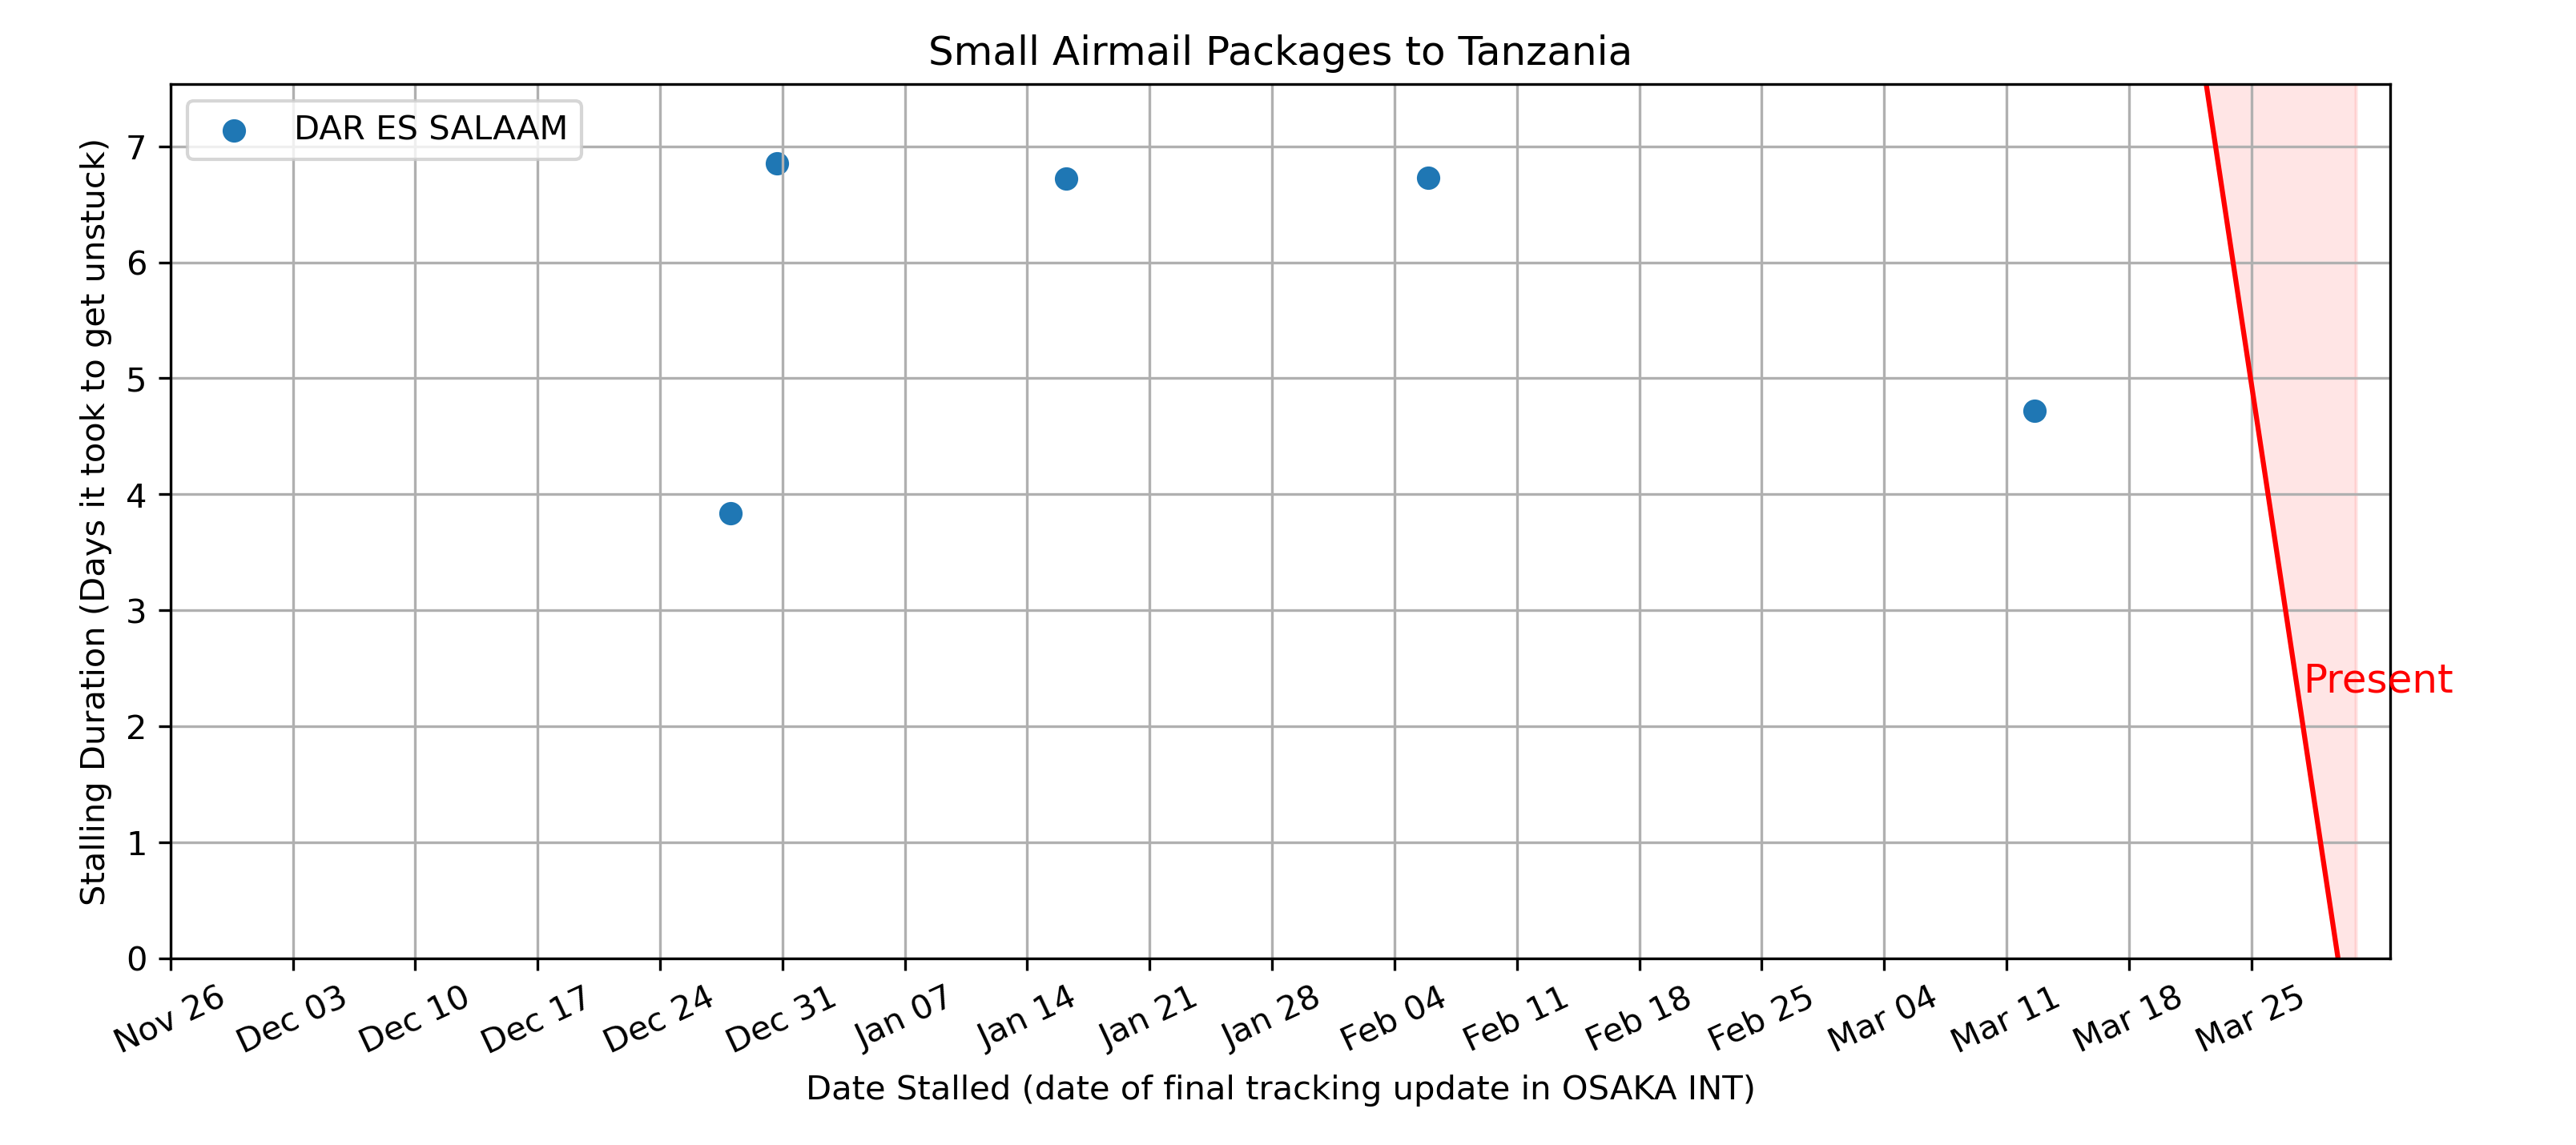 Small Airmail Packages to Tanzania
DAR ES SALAAM
Stalling Duration (Days it took to get unstuck)
7
6
5
4
3
2
1
0
Present
Nov 26 Dec 03 Dec 10 Dec 17 Dec 24 Dec 31 Jan 07 Jan 14 Jan 21 Jan 28 Feb 04 Feb 11 Feb 18 Feb 25 Mar 04 Mar 11 Mar 18 Mar 25
Date Stalled (date of final tracking update in OSAKA INT)